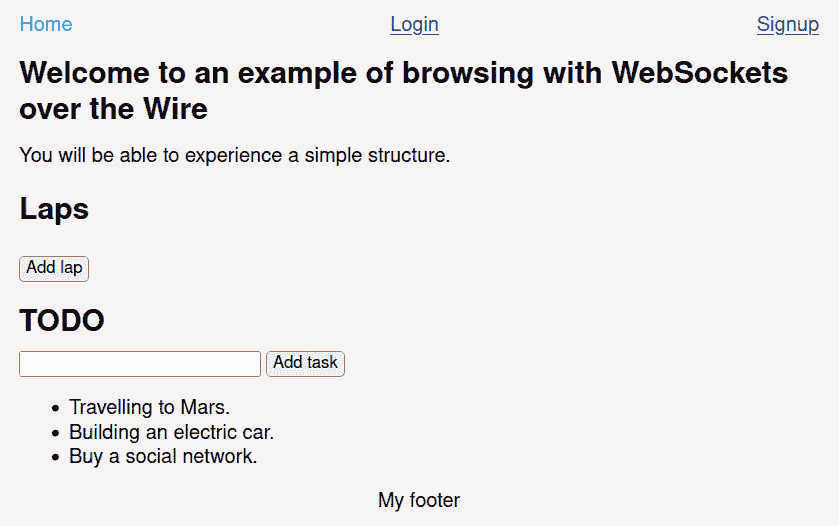 Home Login Signup
Welcome to an example of browsing with WebSockets
over the Wire
You will be able to experience a simple structure.
Laps
Add lap
TODO
Add task
• Travelling to Mars.
• Building an electric car.
• Buy a social network.
My footer